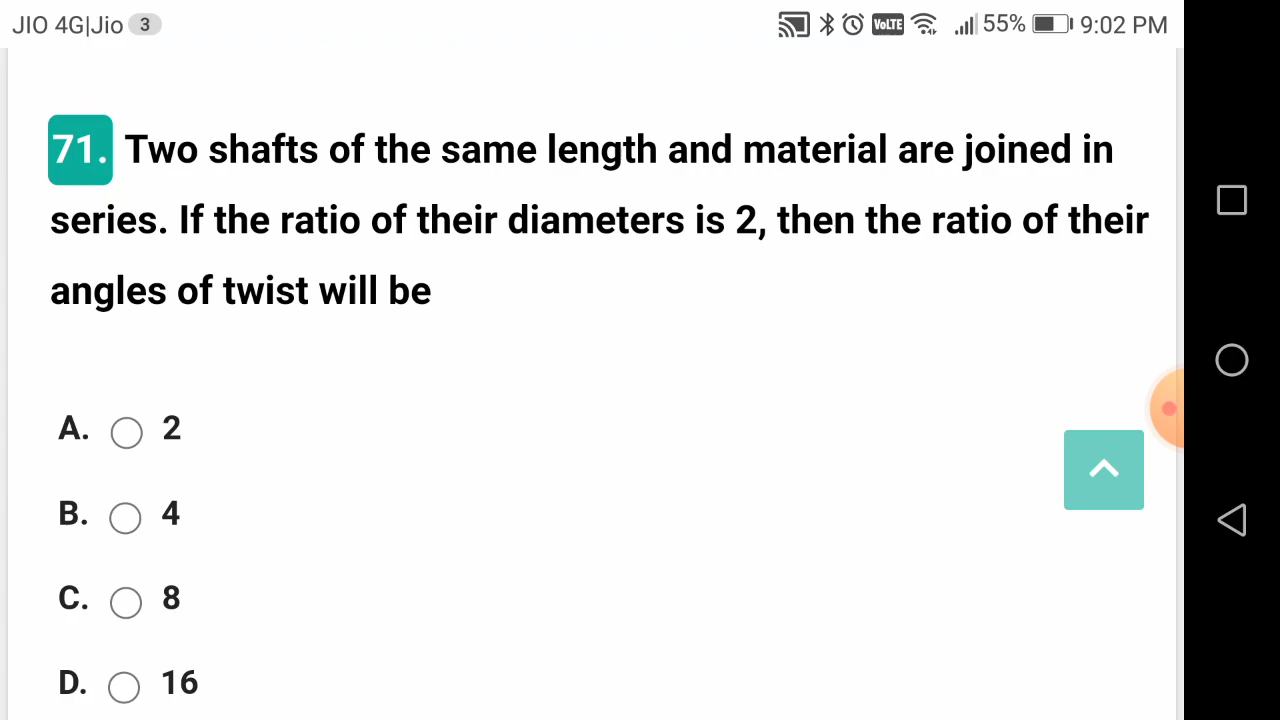 JIO 4G|Jio 3 VoLTE 55% 9:02 PM
71. Two shafts of the same length and material are joined in
series. If the ratio of their diameters is 2, then the ratio of their
angles of twist will be
A. 2
B. 4
C. 8
D. 16